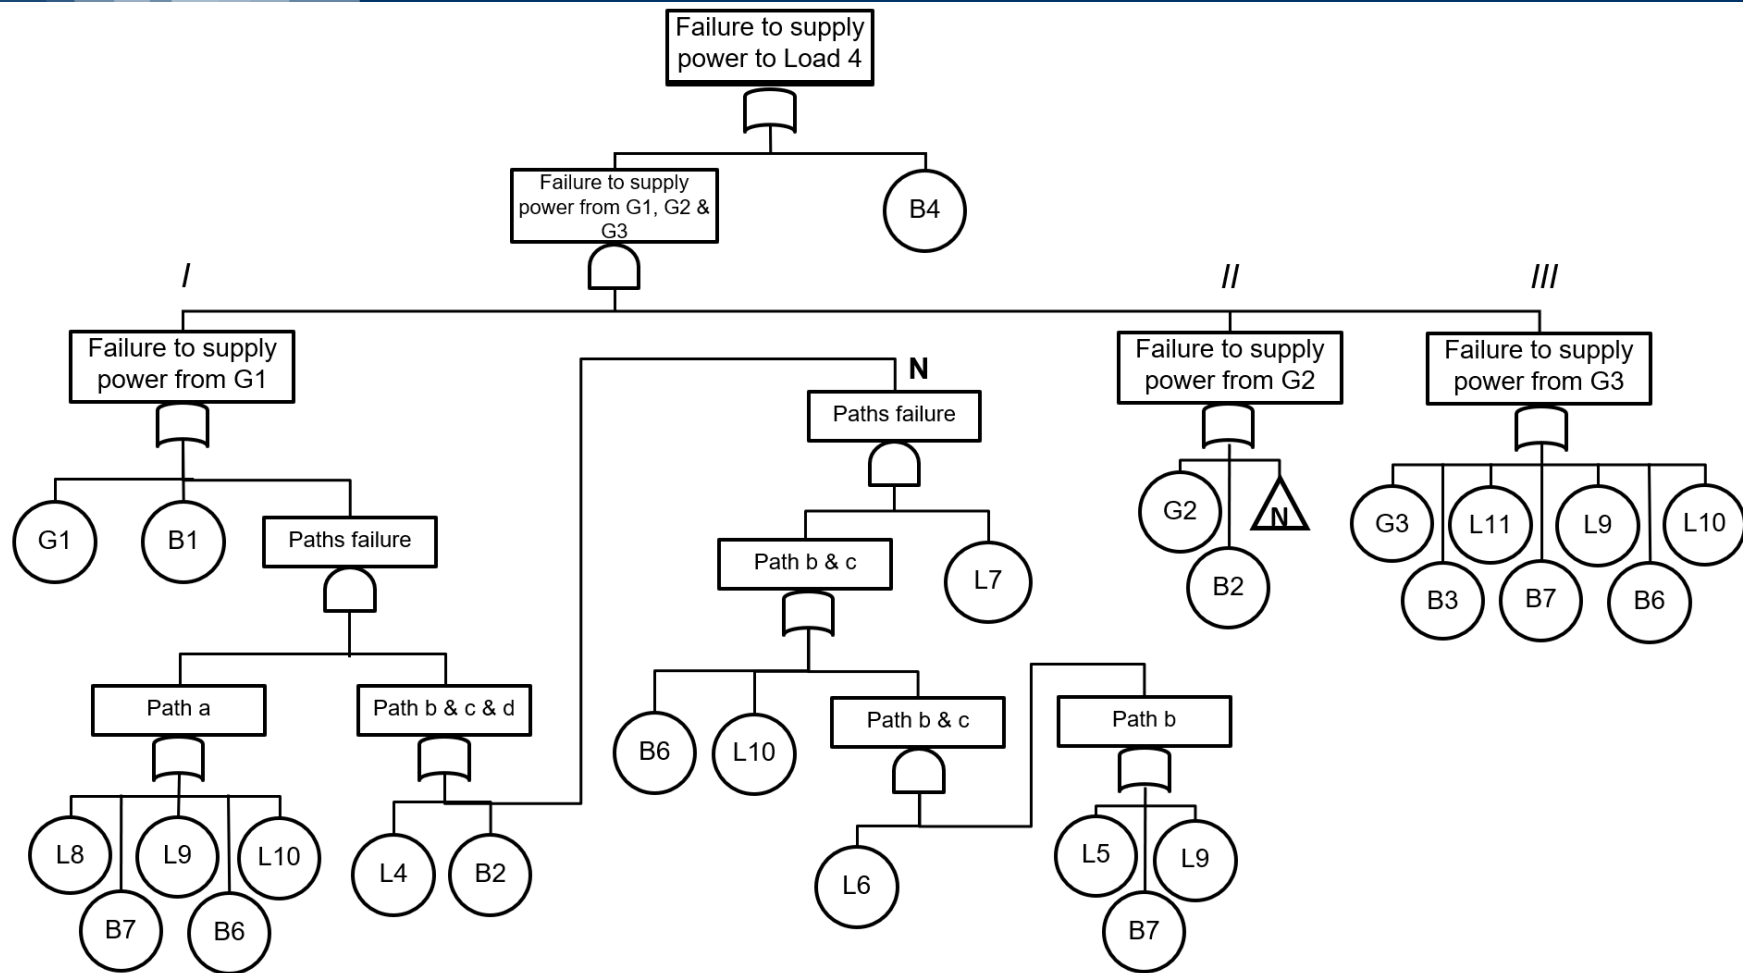 Failure to supply
power to Load 4
Failure to supply
power from G1, G2 &
G3
B4
I
II
III
Failure to supply
power from G1
N
Paths failure
Failure to supply
power from G2
Failure to supply
power from G3
G1
B1
Paths failure
Path b & c
L7
G2
N
B2
G3
L11
L9
L10
B3
B7
B6
Path a
Path b & c & d
B6
L10
Path b & c
Path b
L8
L9
L10
B7
B6
L4
B2
L6
L5
L9
B7